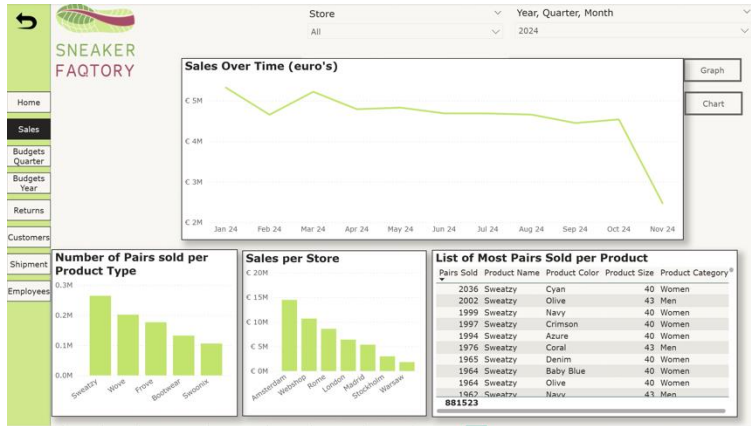 Store
Year, Quarter, Month
All
2024
SNEAKER
FAQTORY
Home
Sales
Budgets
Quarter
Budgets
Year
Returns
Customers
Shipment
Employees
Sales Over Time (euro's)
€ 5M
€ 4M
€ 3M
€ 2M
Jan 24 Feb 24 Mar 24 Apr 24 May 24 Jun 24 Jul 24 Aug 24 Sep 24 Oct 24 Nov 24
Graph
Chart
Number of Pairs sold per
Product Type
0.3M
0.2M
0.1M
0.0M
Sweatzy Wove Frove Bootwear Swoonix
Sales per Store
€ 20M
€ 15M
€ 10M
€ 5M
€ 0M
Amsterdam Webshop Rome London Madrid Stockholm Warsaw
List of Most Pairs Sold per Product
Pairs Sold Product Name Product Color Product Size Product Category
2036 Sweatzy Cyan 40 Women
2002 Sweatzy Olive 43 Men
1999 Sweatzy Navy 40 Women
1997 Sweatzy Crimson 40 Women
1994 Sweatzy Azure 40 Women
1976 Sweatzy Coral 43 Men
1965 Sweatzy Denim 40 Women
1964 Sweatzy Baby Blue 40 Women
1964 Sweatzy Olive 40 Women
1962 Sweatzy Navy 43 Men
881523